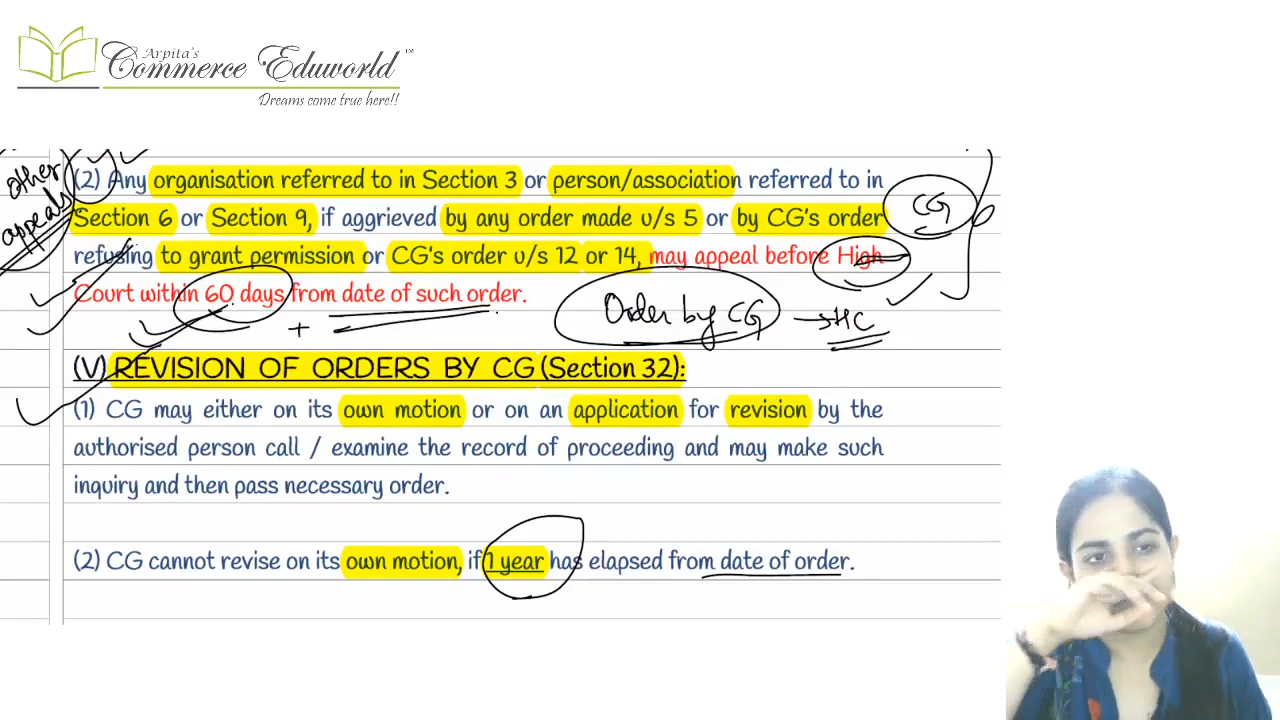 Arpita's
Commerce Eduworld™
Dreams come true here!!
other
appeals
(2) Any organisation referred to in Section 3 or person/association referred to in
Section 6 or Section 9, if aggrieved by any order made u/s 5 or by CG's order
CG
refusing to grant permission or CG's order u/s 12 or 14, may appeal before High
Court within 60 days from date of such order.
+
Order by CG → HC
(V) REVISION OF ORDERS BY CG (Section 32):
(1) CG may either on its own motion or on an application for revision by the
authorised person call / examine the record of proceeding and may make such
inquiry and then pass necessary order.
(2) CG cannot revise on its own motion, if 1 year has elapsed from date of order.